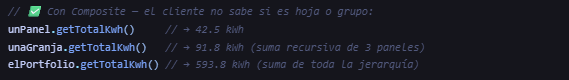 // ✅ Con Composite — el cliente no sabe si es hoja o grupo:
unPanel.getTotalKwh()     // → 42.5 kWh
unaGranja.getTotalKwh()   // → 91.8 kWh (suma recursiva de 3 paneles)
elPortfolio.getTotalKwh() // → 593.8 kWh (suma de toda la jerarquía)